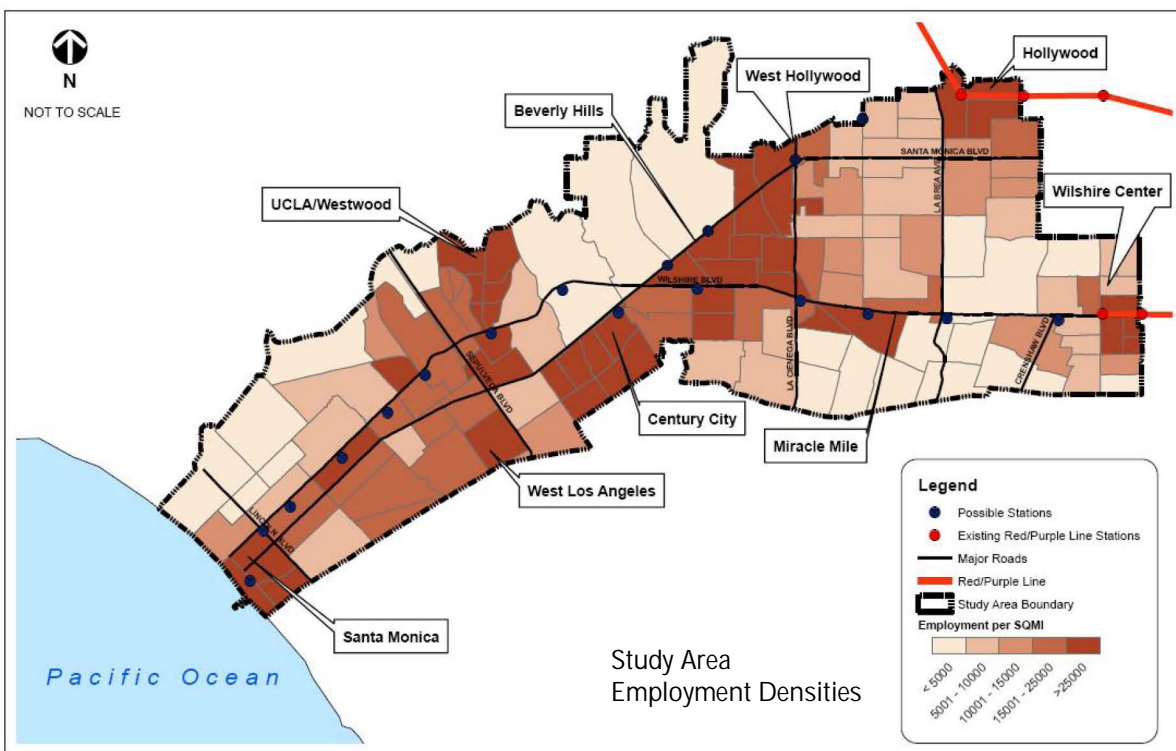 N
NOT TO SCALE
Hollywood
West Hollywood
Beverly Hills
SANTA MONICA BLVD
LA BREA AVE
Wilshire Center
UCLA/Westwood
WILSHIRE BLVD
LA CIENEGA BLVD
CRENSHAW BLVD
SEPULVEDA BLVD
Century City
Miracle Mile
West Los Angeles
LINCOLN BLVD
Santa Monica
Pacific Ocean
Study Area
Employment Densities
Legend
Possible Stations
Existing Red/Purple Line Stations
Major Roads
Red/Purple Line
Study Area Boundary
Employment per SQMI
< 5000
5001 - 10000
10001 - 15000
15001 - 25000
>25000